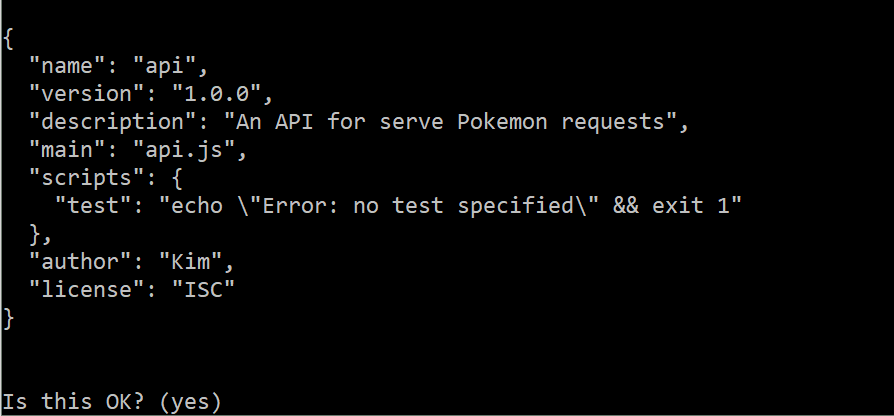 {
  "name": "api",
  "version": "1.0.0",
  "description": "An API for serve Pokemon requests",
  "main": "api.js",
  "scripts": {
    "test": "echo \"Error: no test specified\" && exit 1"
  },
  "author": "Kim",
  "license": "ISC"
}
Is this OK? (yes)